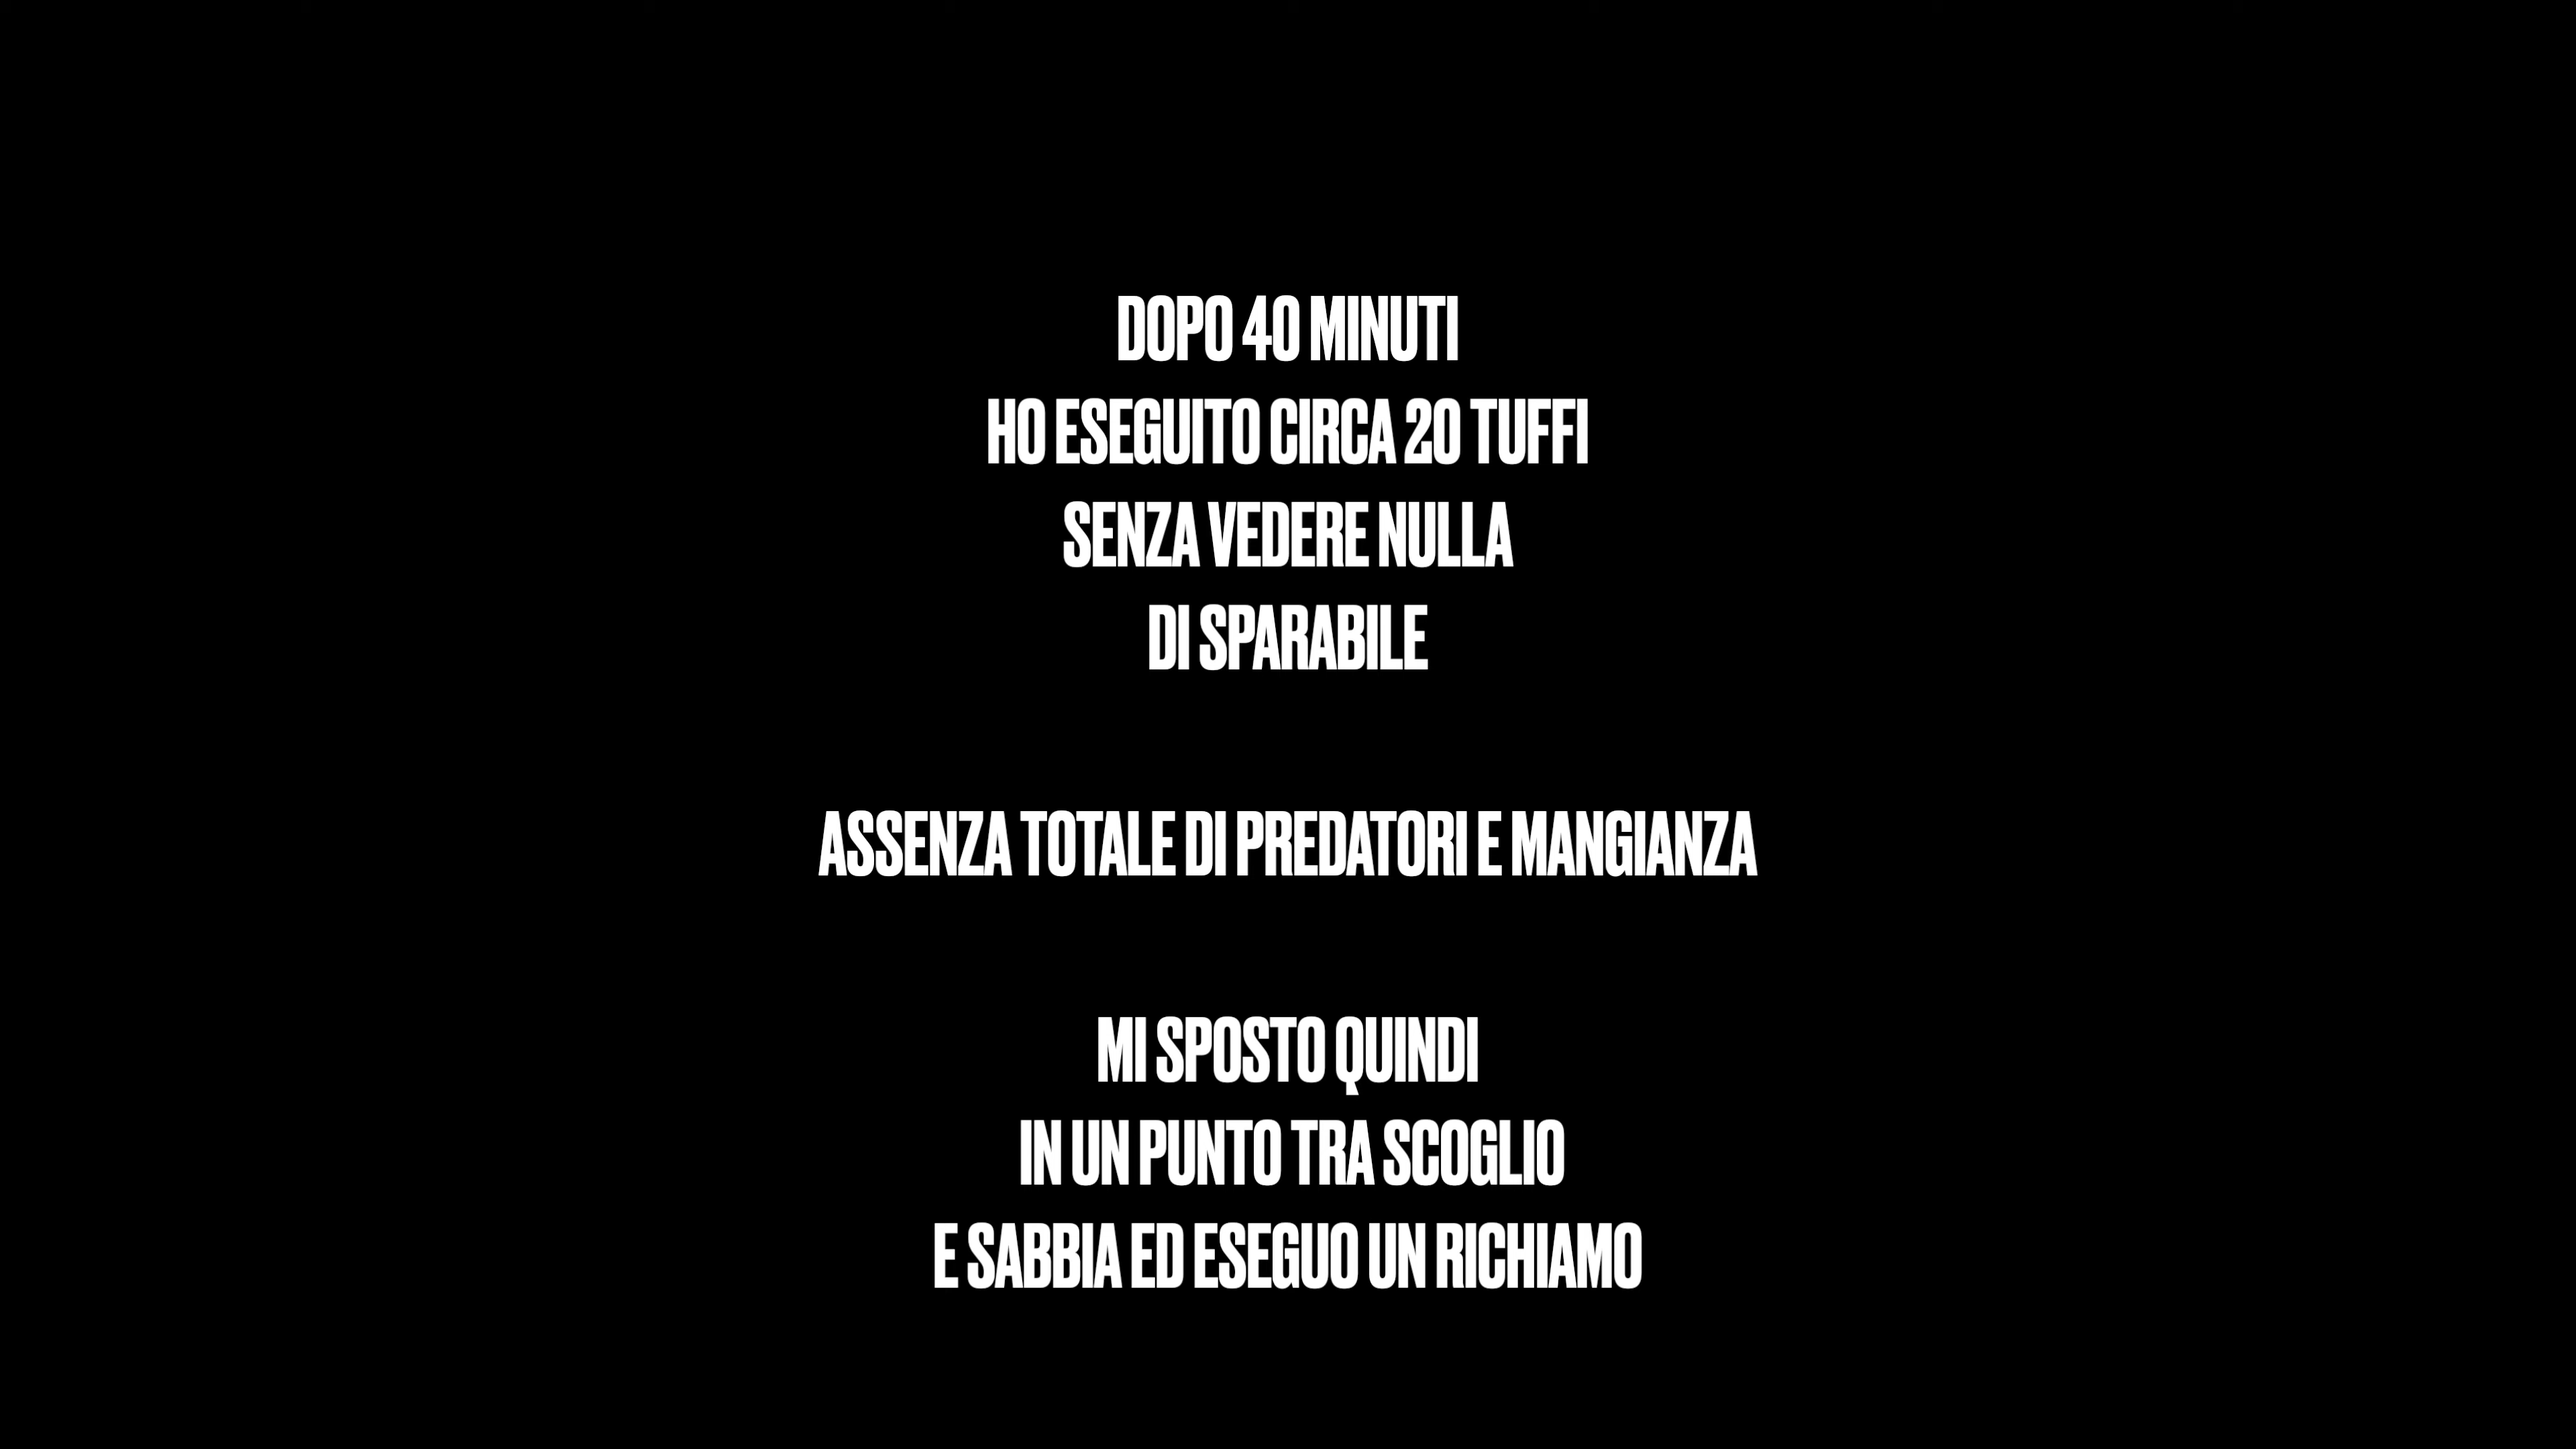 DOPO 40 MINUTI
HO ESEGUITO CIRCA 20 TUFFI
SENZA VEDERE NULLA
DI SPARABILE
ASSENZA TOTALE DI PREDATORI E MANGIANZA
MI SPOSTO QUINDI
IN UN PUNTO TRA SCOGLIO
E SABBIA ED ESEGUO UN RICHIAMO